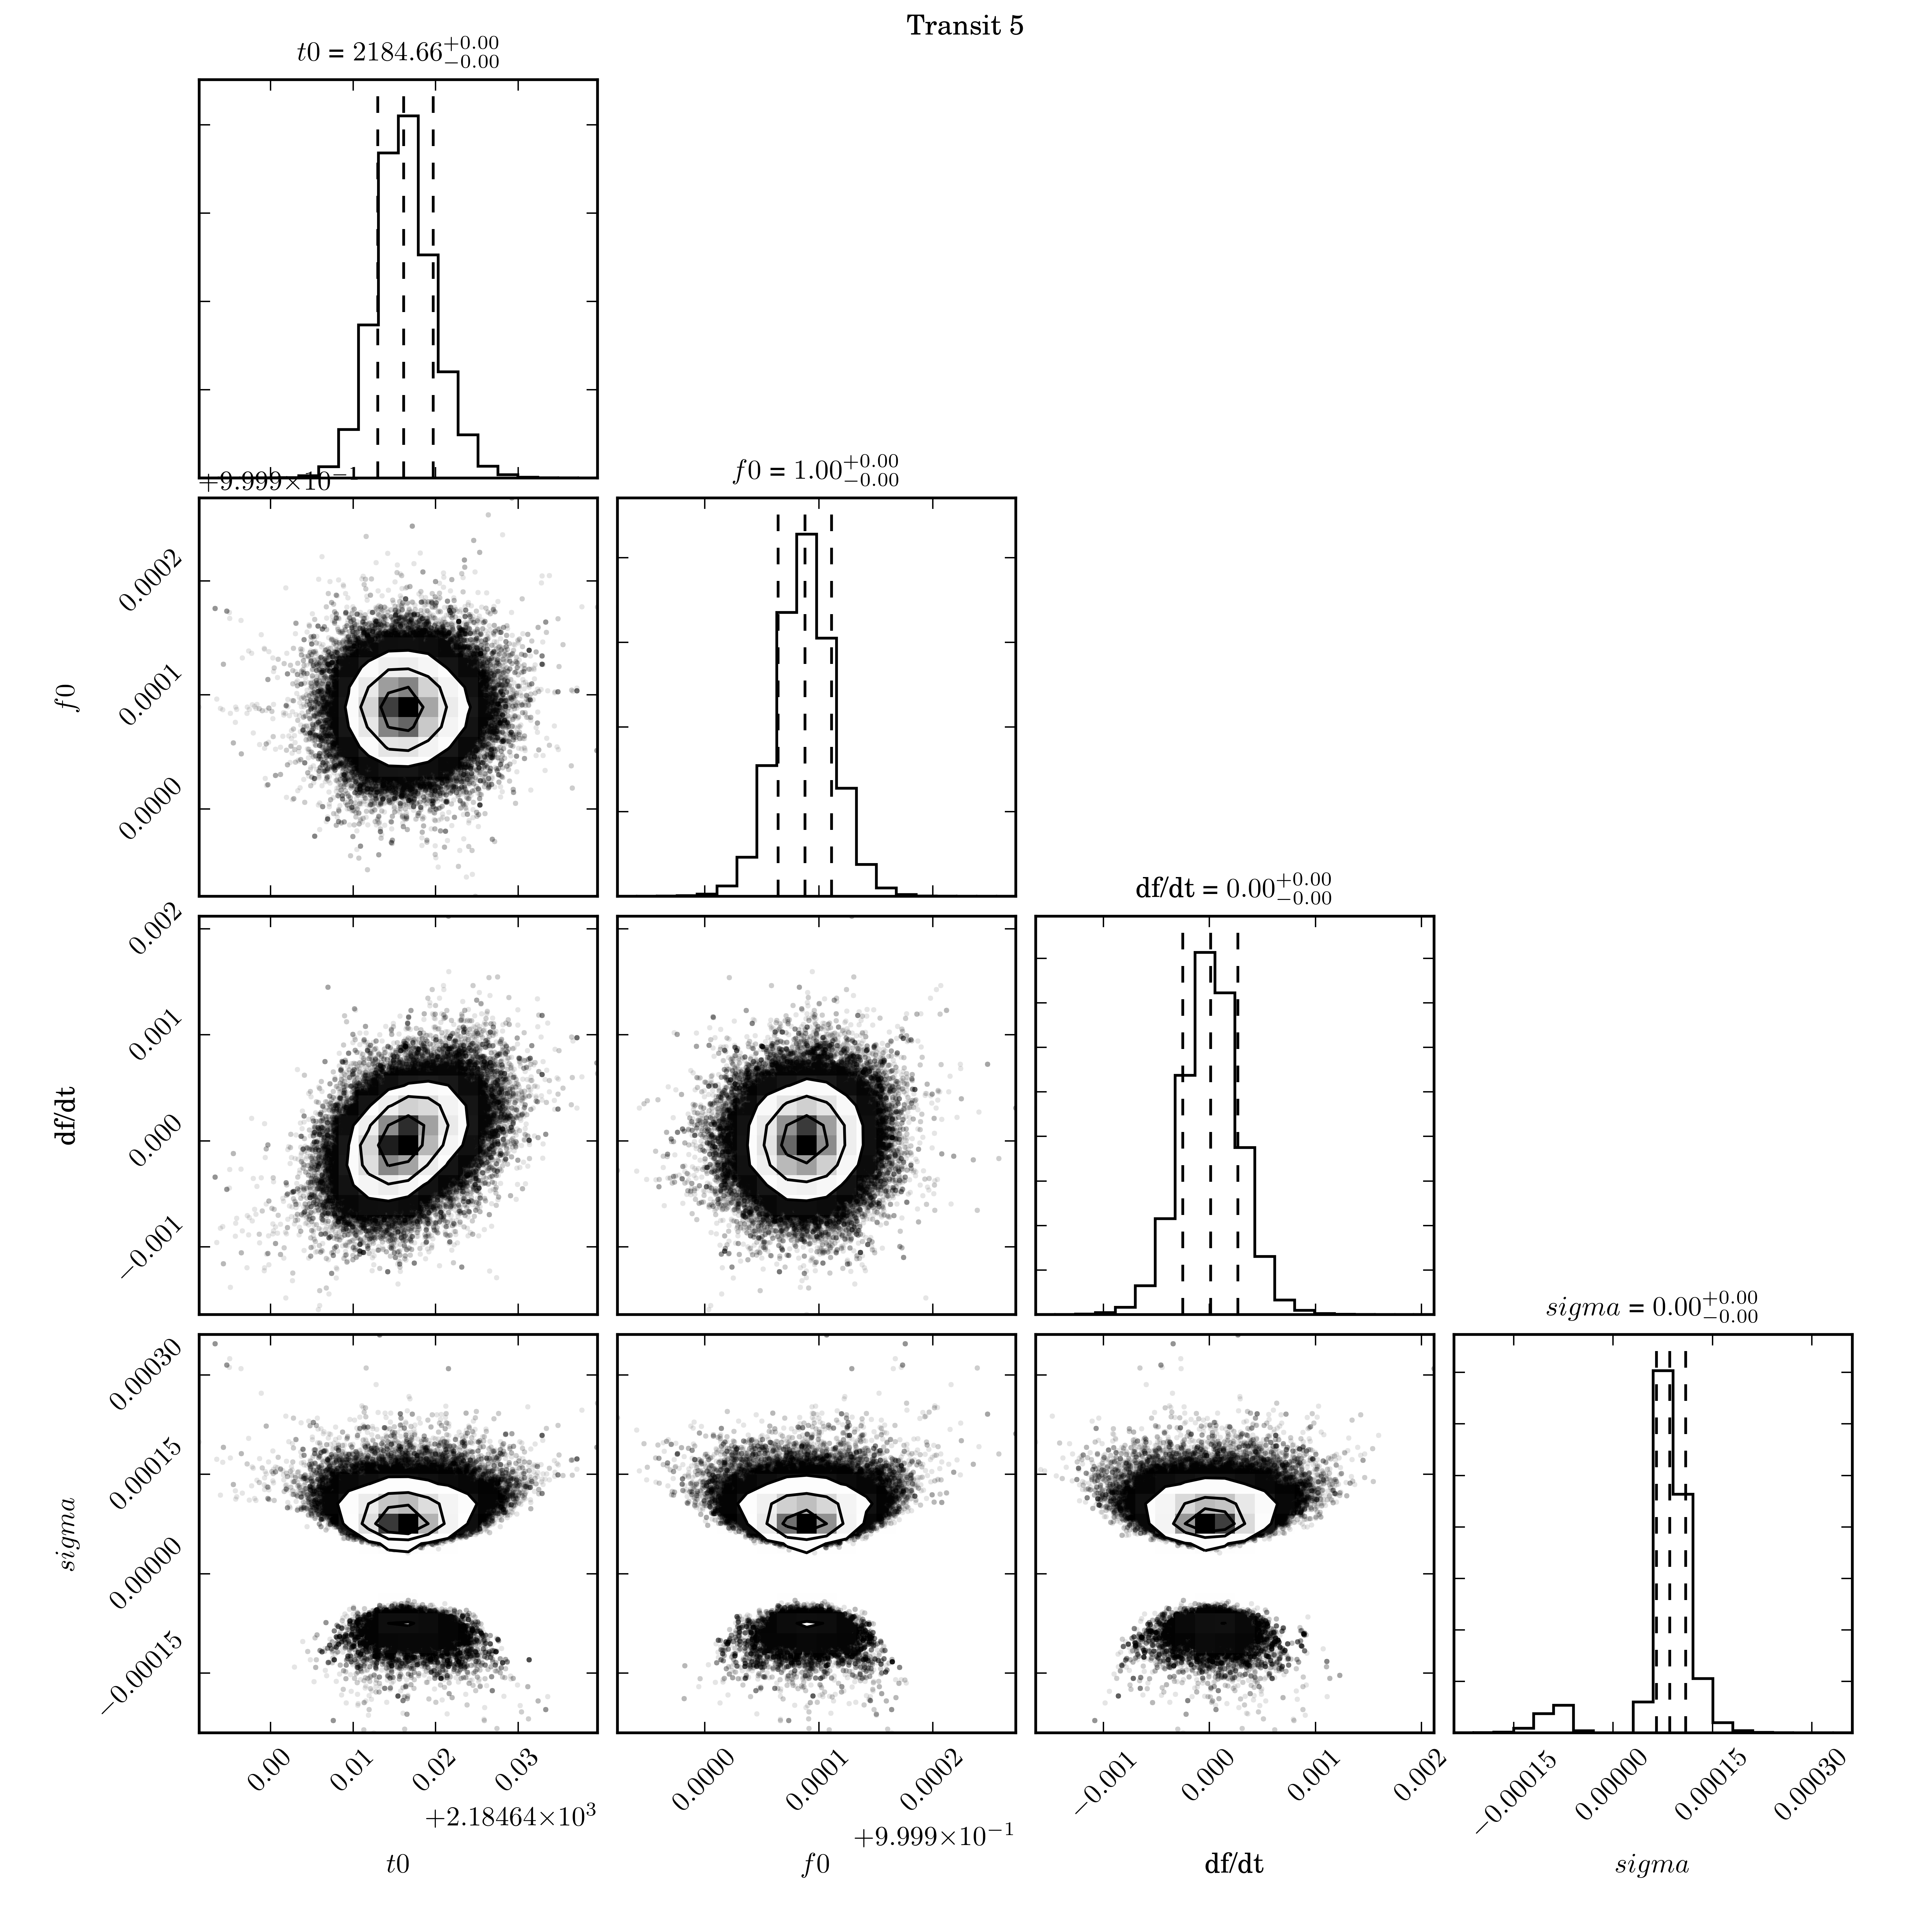 Transit 5
t0 = 2184.66+0.00−0.00
+9.999×10−1
f0 = 1.00+0.00−0.00
0.0002
0.0001
0.0000
f0
df/dt = 0.00+0.00−0.00
0.002
0.001
0.000
−0.001
df/dt
sigma = 0.00+0.00−0.00
0.00030
0.00015
0.00000
−0.00015
sigma
0.00 0.01 0.02 0.03
+2.18464×103
t0
0.0000 0.0001 0.0002
+9.999×10−1
f0
−0.001 0.000 0.001 0.002
df/dt
−0.00015 0.00000 0.00015 0.00030
sigma